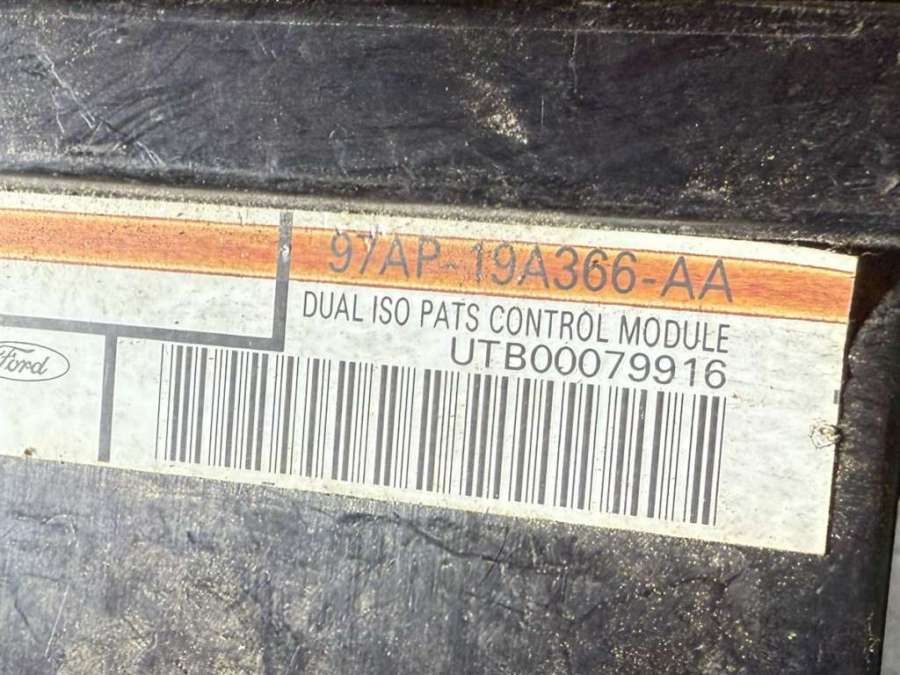 97AP-19A366-AA
DUAL ISO PATS CONTROL MODULE
UTB00079916
Ford